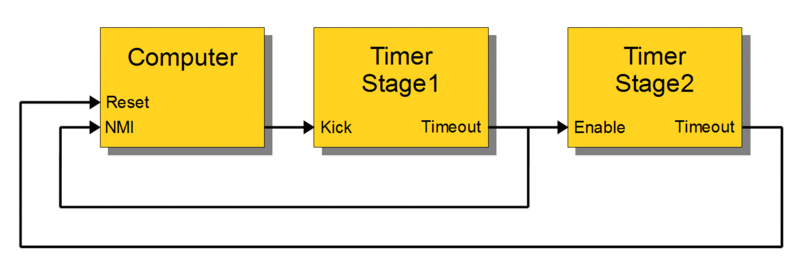 Computer
Reset
NMI
Timer
Stage1
Kick
Timeout
Timer
Stage2
Enable
Timeout